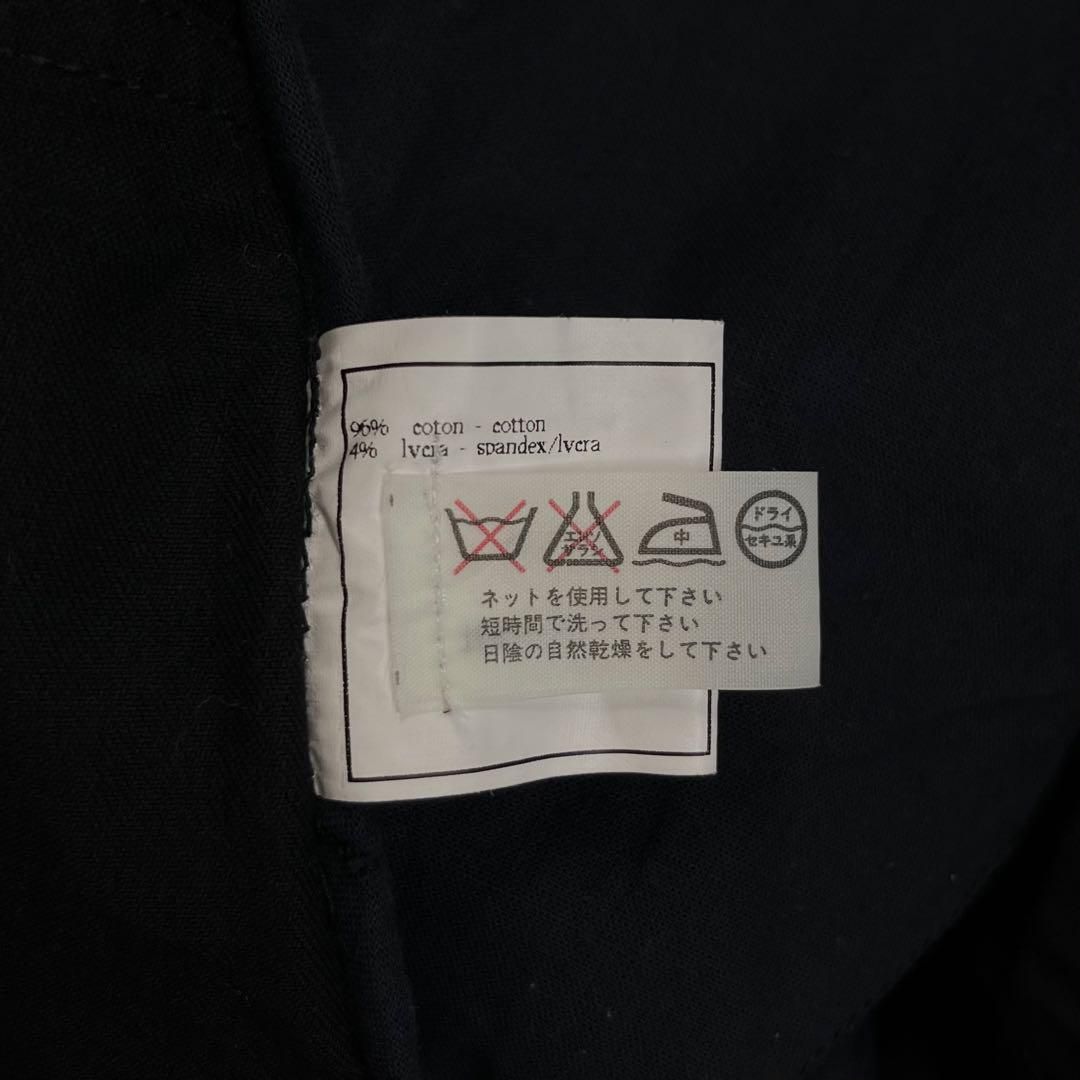 96% coton - cotton
4% lycra - spandex/lycra
エンソ
サラシ
中
ドライ
セキユ系
ネットを使用して下さい
短時間で洗って下さい
日陰の自然乾燥をして下さい